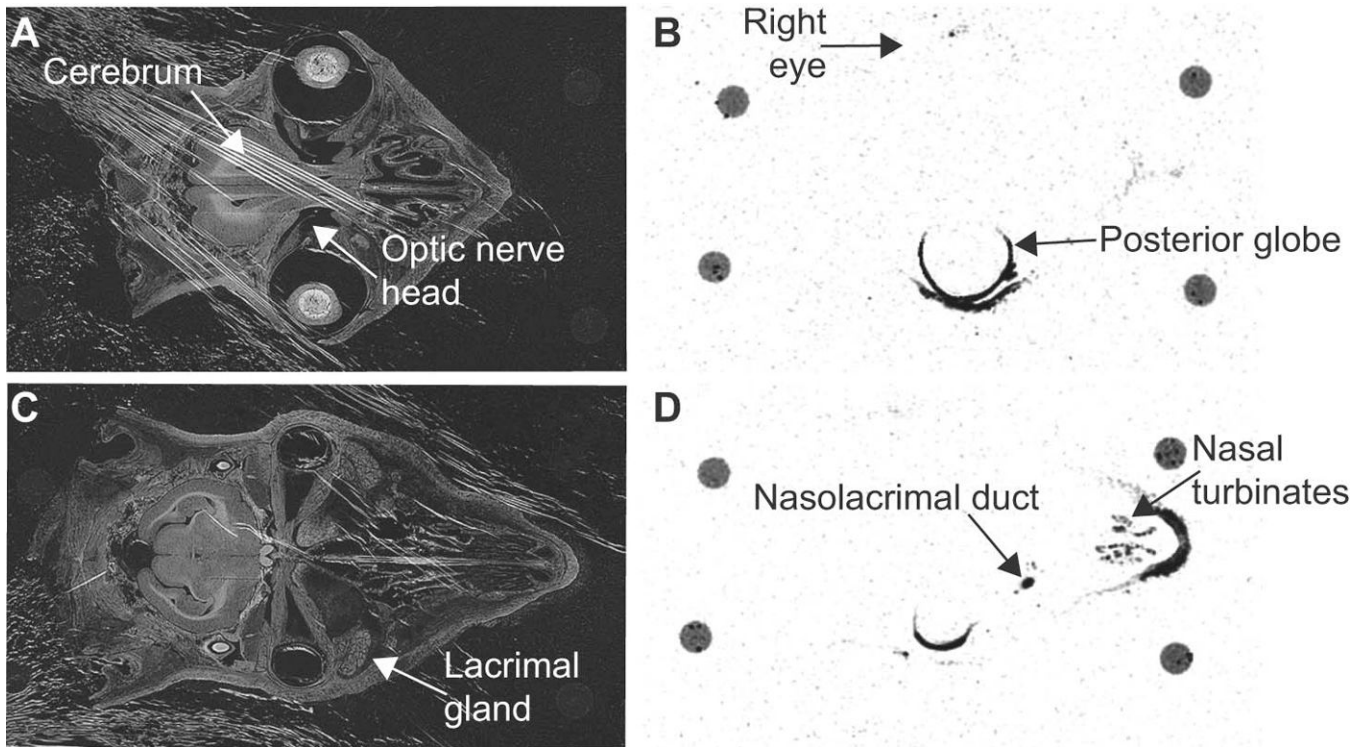 A
Cerebrum
Optic nerve
head
B
Right
eye
Posterior globe
C
Lacrimal
gland
D
Nasal
turbinates
Nasolacrimal duct